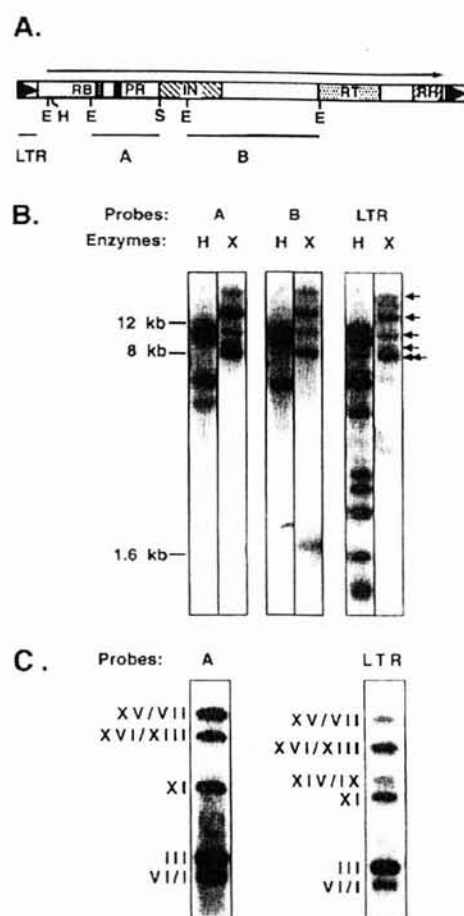 A.
RB PR IN RT RH
E H E S E E
LTR A B
B. Probes: A B LTR
Enzymes: H X H X H X
12 kb
8 kb
1.6 kb
C. Probes: A LTR
XV/VII
XVI/XIII
XI
III
VI/I
XV/VII
XVI/XIII
XIV/IX
XI
III
VI/I